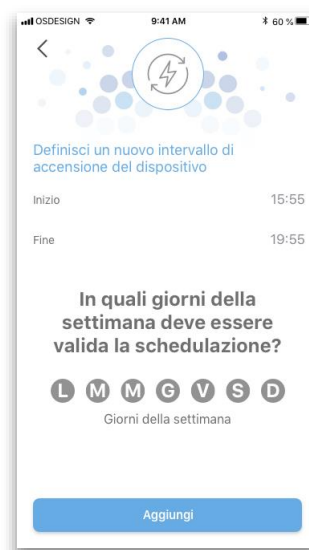 OSDESIGN 9:41 AM 60 %
Definisci un nuovo intervallo di
accensione del dispositivo
Inizio 15:55
Fine 19:55
In quali giorni della
settimana deve essere
valida la schedulazione?
L M M G V S D
Giorni della settimana
Aggiungi